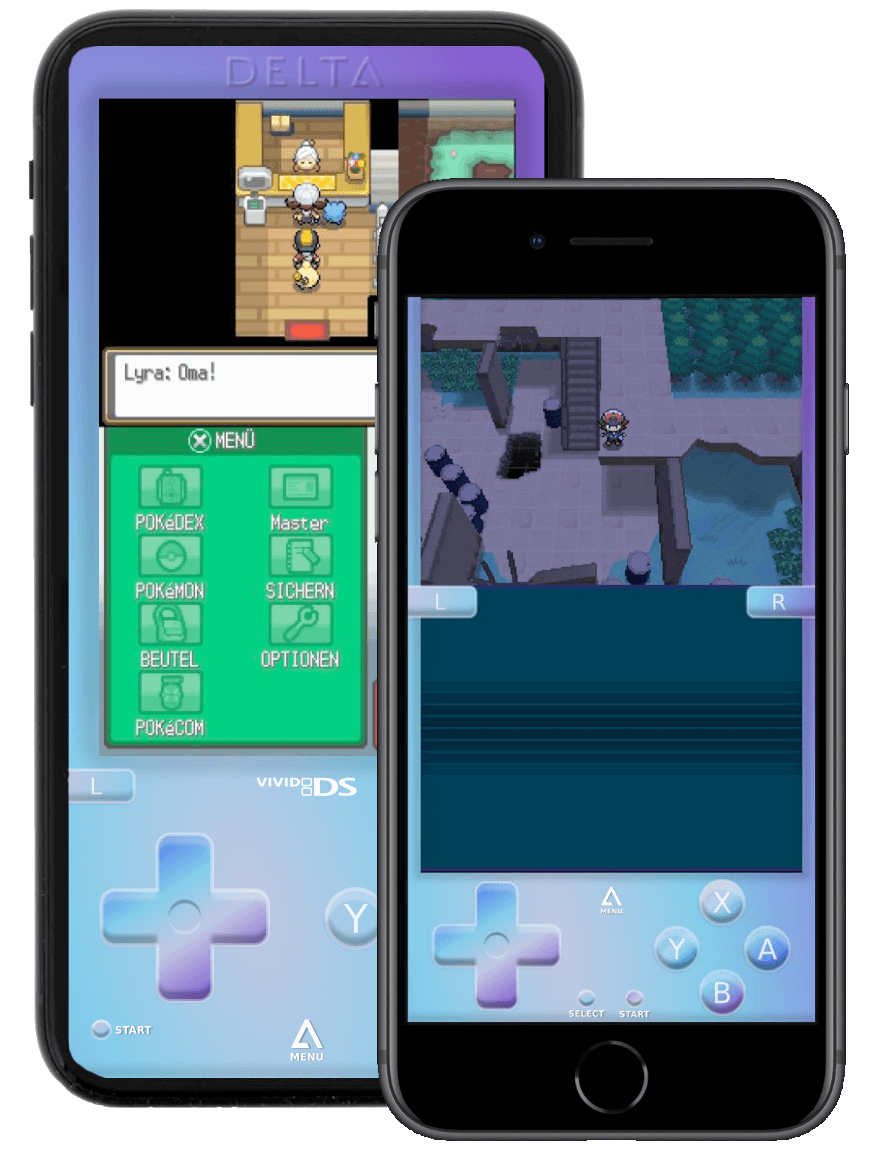 DELTA
Lyra: Oma!
MENÜ
POKéDEX
Master
POKéMON
SICHERN
BEUTEL
OPTIONEN
POKéCOM
L
VIVID DS
Y
START
MENU
L
R
MENU
X
Y
A
B
SELECT
START